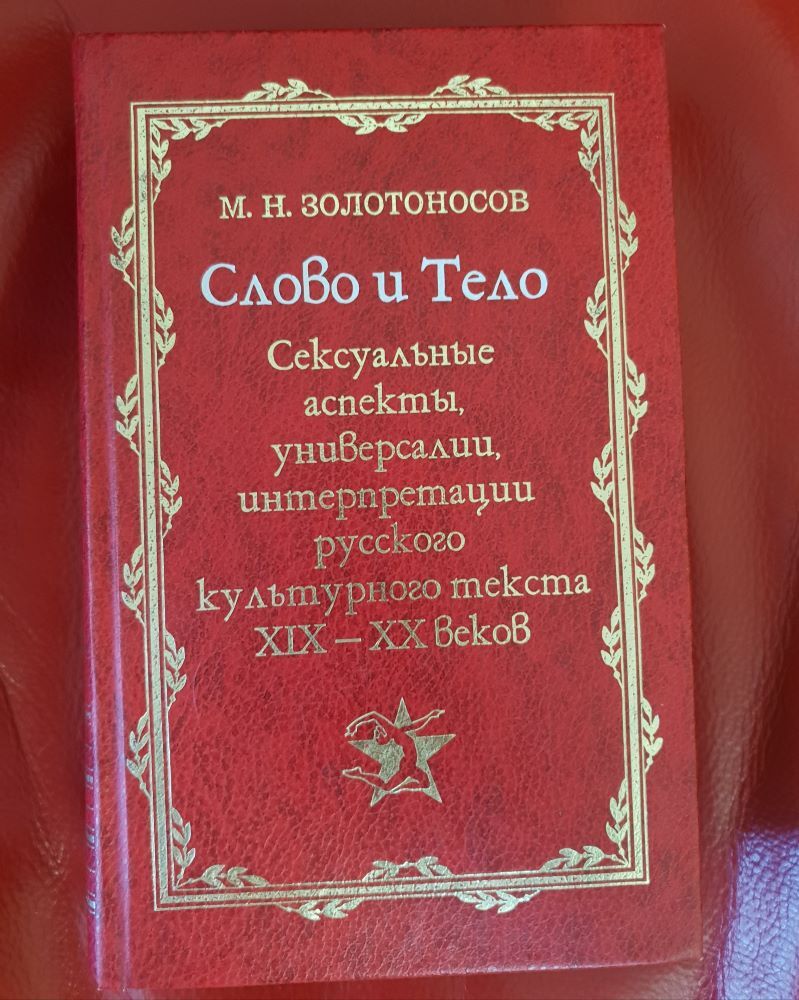 М. Н. ЗОЛОТОНОСОВ
Слово и Тело
Сексуальные
аспекты,
универсалии,
интерпретации
русского
культурного текста
XIX – XX веков